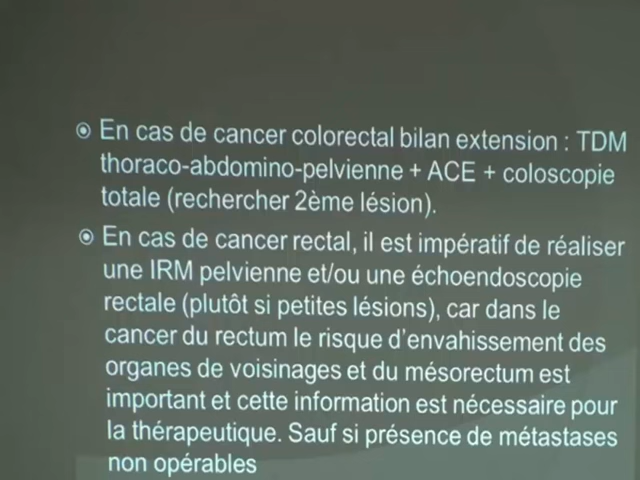 En cas de cancer colorectal bilan extension : TDM
thoraco-abdomino-pelvienne + ACE + coloscopie
totale (rechercher 2ème lésion).
En cas de cancer rectal, il est impératif de réaliser
une IRM pelvienne et/ou une échoendoscopie
rectale (plutôt si petites lésions), car dans le
cancer du rectum le risque d'envahissement des
organes de voisinages et du mésorectum est
important et cette information est nécessaire pour
la thérapeutique. Sauf si présence de métastases
non opérables